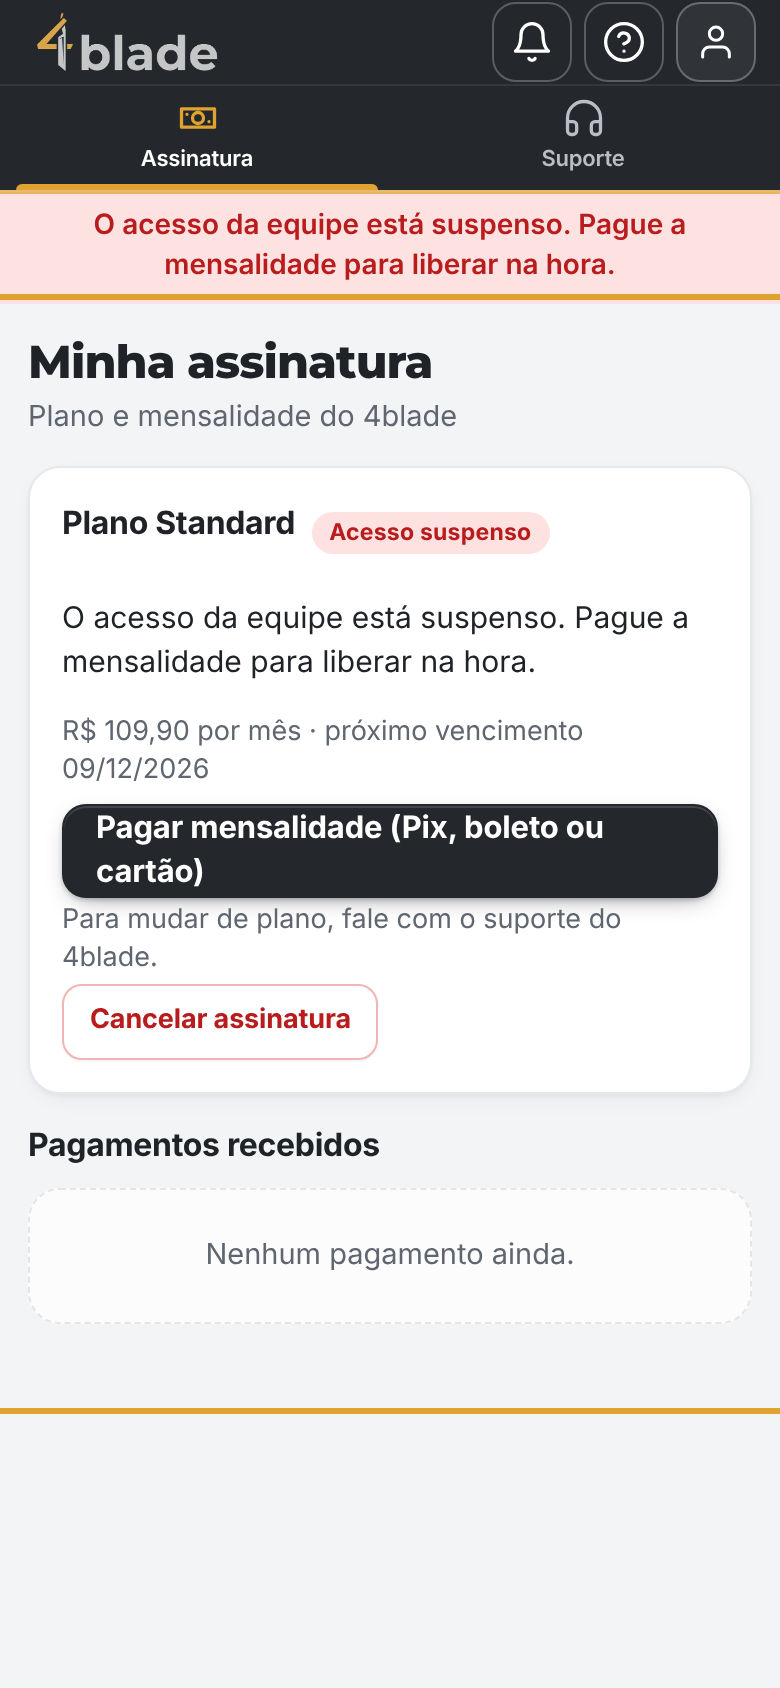 4blade
Assinatura
Suporte
O acesso da equipe está suspenso. Pague a
mensalidade para liberar na hora.
Minha assinatura
Plano e mensalidade do 4blade
Plano Standard
Acesso suspenso
O acesso da equipe está suspenso. Pague a
mensalidade para liberar na hora.
R$ 109,90 por mês · próximo vencimento
09/12/2026
Pagar mensalidade (Pix, boleto ou
cartão)
Para mudar de plano, fale com o suporte do
4blade.
Cancelar assinatura
Pagamentos recebidos
Nenhum pagamento ainda.